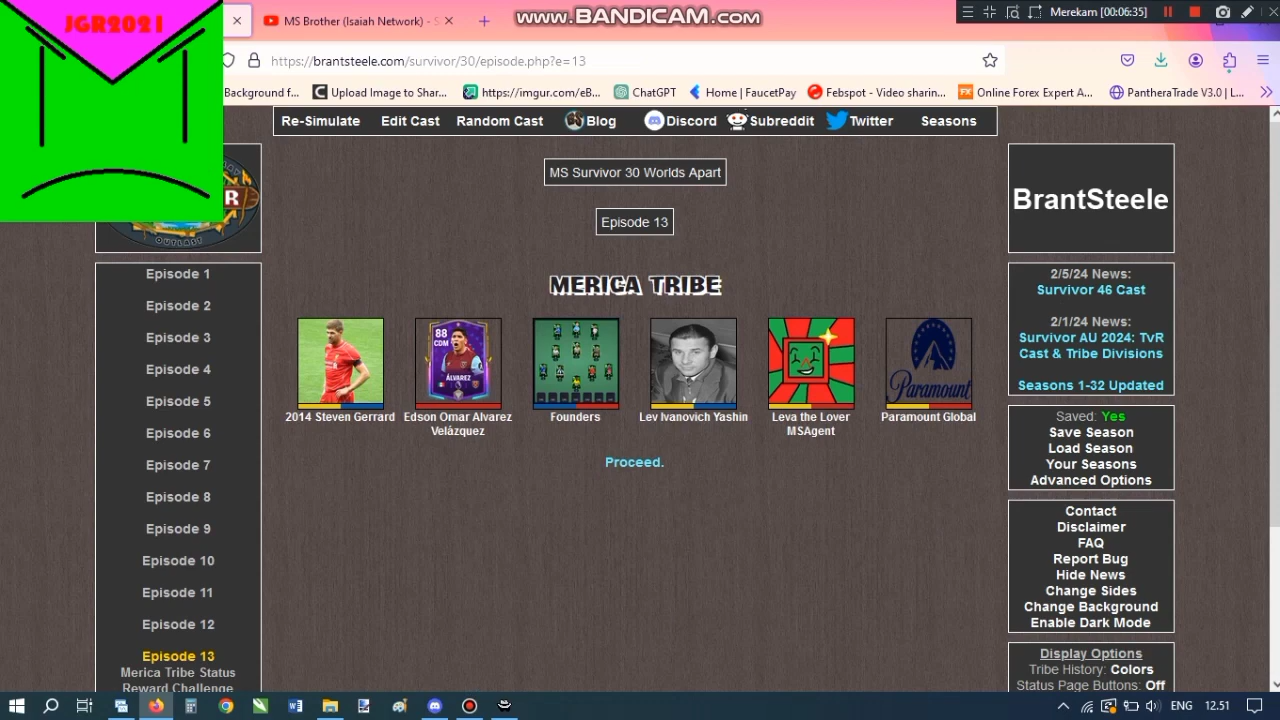 JGR2021
MS Brother (Isaiah Network) - S
www.BANDICAM.com
Merekam [00:06:35]
https://brantsteele.com/survivor/30/episode.php?e=13
Background f...
Upload Image to Shar...
https://imgur.com/eB...
ChatGPT
Home | FaucetPay
Febspot - Video sharin...
Online Forex Expert A...
PantheraTrade V3.0 | L...
Re-Simulate
Edit Cast
Random Cast
Blog
Discord
Subreddit
Twitter
Seasons
R
OUTLAST
MS Survivor 30 Worlds Apart
Episode 13
MERICA TRIBE
88
CDM
ÁLVAREZ
Paramount
2014 Steven Gerrard
Edson Omar Alvarez
Velázquez
Founders
Lev Ivanovich Yashin
Leva the Lover
MSAgent
Paramount Global
Proceed.
Episode 1
Episode 2
Episode 3
Episode 4
Episode 5
Episode 6
Episode 7
Episode 8
Episode 9
Episode 10
Episode 11
Episode 12
Episode 13
Merica Tribe Status
Reward Challenge
BrantSteele
2/5/24 News:
Survivor 46 Cast
2/1/24 News:
Survivor AU 2024: TvR
Cast & Tribe Divisions
Seasons 1-32 Updated
Saved: Yes
Save Season
Load Season
Your Seasons
Advanced Options
Contact
Disclaimer
FAQ
Report Bug
Hide News
Change Sides
Change Background
Enable Dark Mode
Display Options
Tribe History: Colors
Status Page Buttons: Off
ENG
12.51